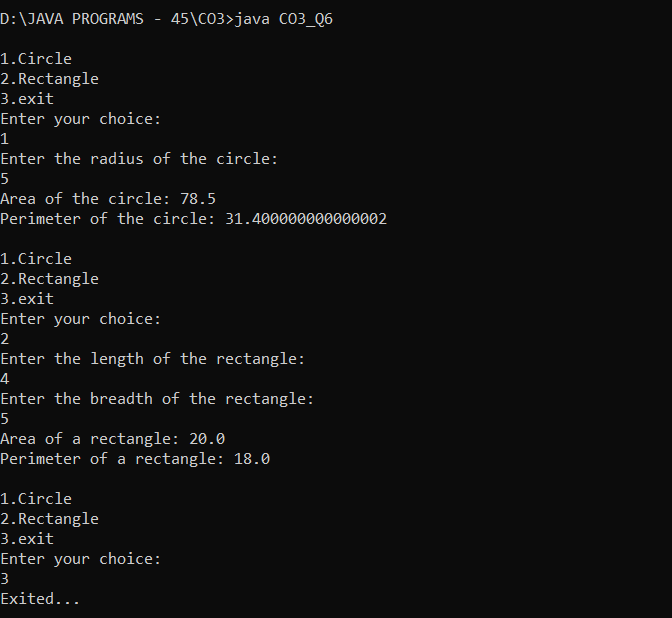 D:\JAVA PROGRAMS - 45\CO3>java CO3_Q6
1.Circle
2.Rectangle
3.exit
Enter your choice:
1
Enter the radius of the circle:
5
Area of the circle: 78.5
Perimeter of the circle: 31.400000000000002
1.Circle
2.Rectangle
3.exit
Enter your choice:
2
Enter the length of the rectangle:
4
Enter the breadth of the rectangle:
5
Area of a rectangle: 20.0
Perimeter of a rectangle: 18.0
1.Circle
2.Rectangle
3.exit
Enter your choice:
3
Exited...